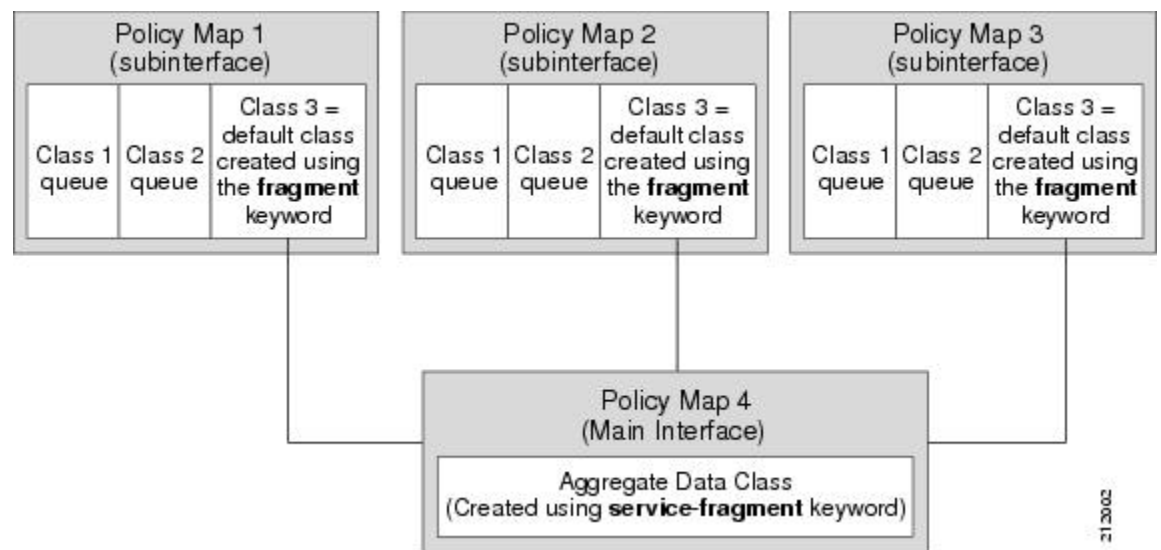 Policy Map 1
(subinterface)
Class 1
queue
Class 2
queue
Class 3 =
default class
created using
the fragment
keyword
Policy Map 2
(subinterface)
Class 1
queue
Class 2
queue
Class 3 =
default class
created using
the fragment
keyword
Policy Map 3
(subinterface)
Class 1
queue
Class 2
queue
Class 3 =
default class
created using
the fragment
keyword
Policy Map 4
(Main Interface)
Aggregate Data Class
(Created using service-fragment keyword)
212002